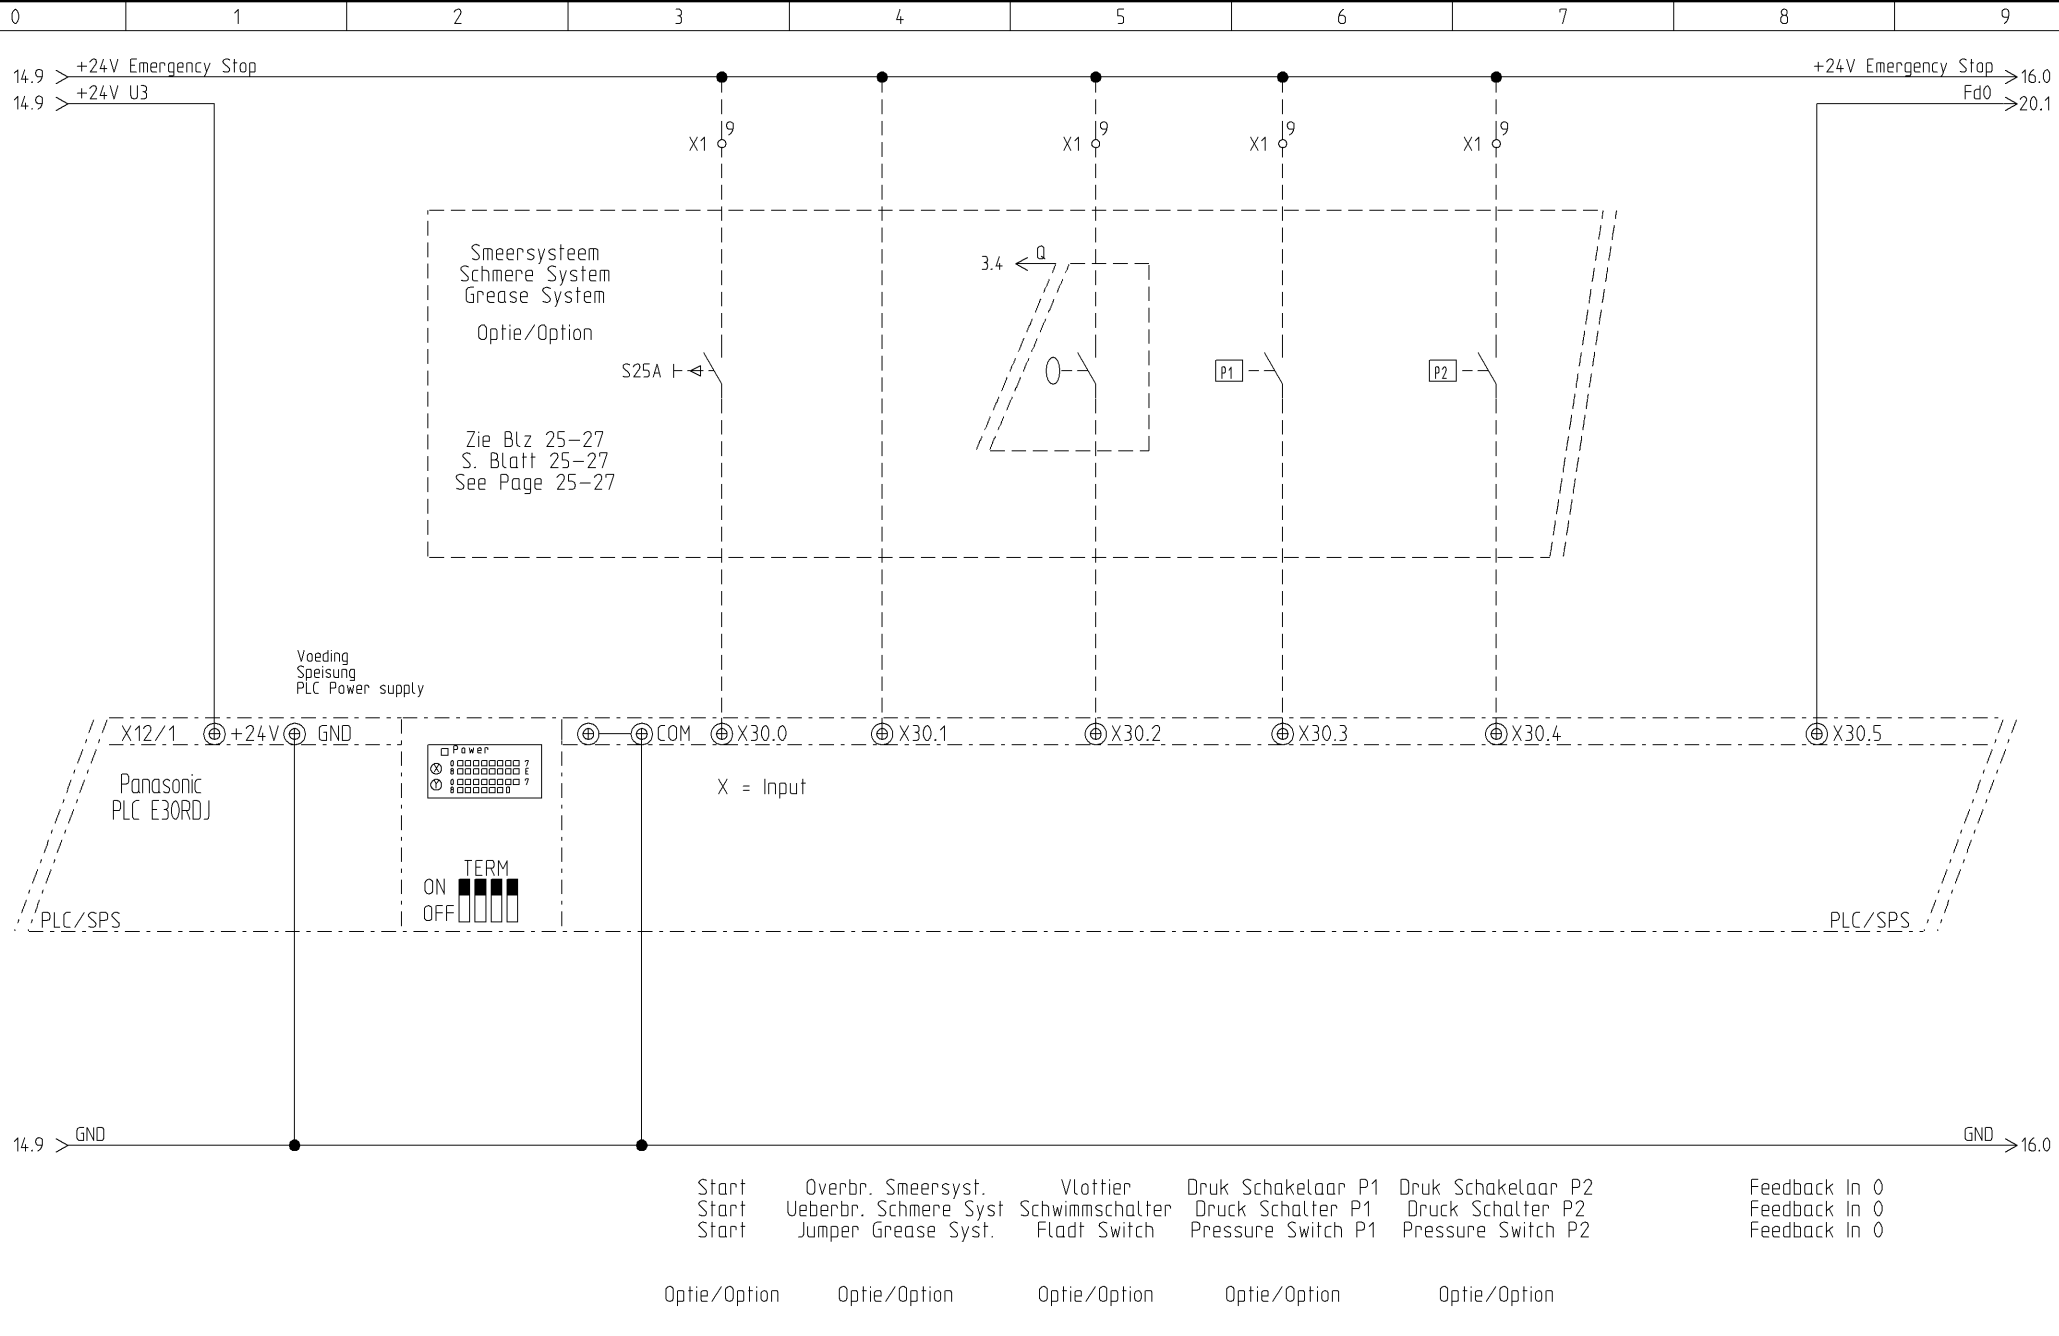 0 1 2 3 4 5 6 7 8 9
14.9 +24V Emergency Stop +24V Emergency Stop 16.0
14.9 +24V U3 Fd0 20.1
9 9 9 9
X1 X1 X1 X1
Smeersysteem
Schmere System
Grease System
Optie/Option
3.4 Q
S25A P1 P2
Zie Blz 25-27
S. Blatt 25-27
See Page 25-27
Voeding
Speisung
PLC Power supply
X12/1 +24V GND COM X30.0 X30.1 X30.2 X30.3 X30.4 X30.5
Power
X 0 7
8 E
Y 0 7
8 D
Panasonic
PLC E30RDJ
X = Input
TERM
ON
OFF
PLC/SPS PLC/SPS
14.9 GND GND 16.0
Start Overbr. Smeersyst. Vlottier Druk Schakelaar P1 Druk Schakelaar P2 Feedback In 0
Start Ueberbr. Schmere Syst Schwimmschalter Druck Schalter P1 Druck Schalter P2 Feedback In 0
Start Jumper Grease Syst. Fladt Switch Pressure Switch P1 Pressure Switch P2 Feedback In 0
Optie/Option Optie/Option Optie/Option Optie/Option Optie/Option